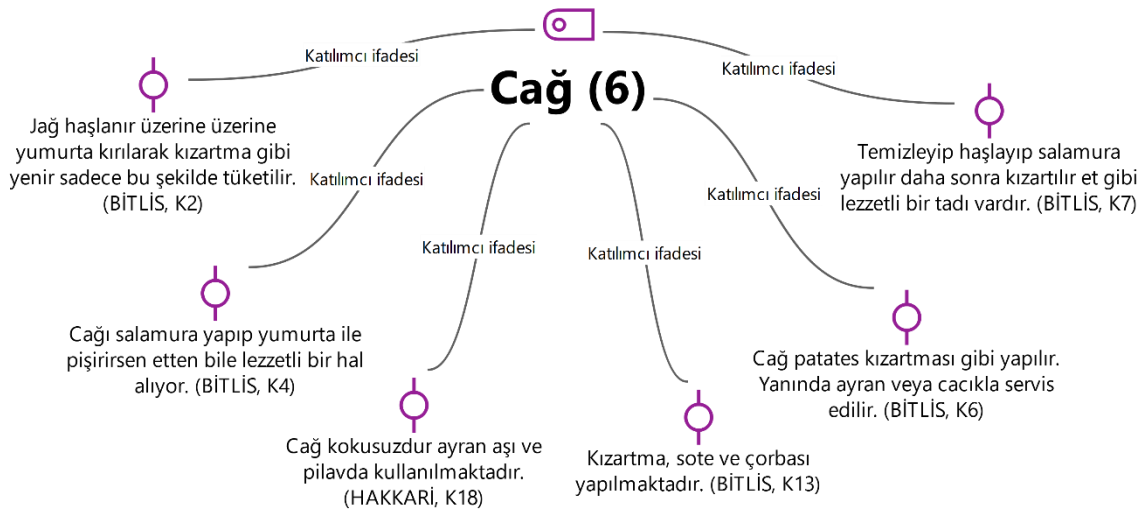 Katılımcı ifadesi
Katılımcı ifadesi
Cağ (6)
Jağ haşlanır üzerine üzerine
yumurta kırılarak kızartma gibi
yenir sadece bu şekilde tüketilir.
(BİTLİS, K2)
Temizleyip haşlayıp salamura
yapılır daha sonra kızartılır et gibi
lezzetli bir tadı vardır. (BİTLİS, K7)
Katılımcı ifadesi
Katılımcı ifadesi
Katılımcı ifadesi
Katılımcı ifadesi
Cağı salamura yapıp yumurta ile
pişirirsen etten bile lezzetli bir hal
alıyor. (BİTLİS, K4)
Cağ patates kızartması gibi yapılır.
Yanında ayran veya cacıkla servis
edilir. (BİTLİS, K6)
Cağ kokusuzdur ayran aşı ve
pilavda kullanılmaktadır.
(HAKKARİ, K18)
Kızartma, sote ve çorbası
yapılmaktadır. (BİTLİS, K13)